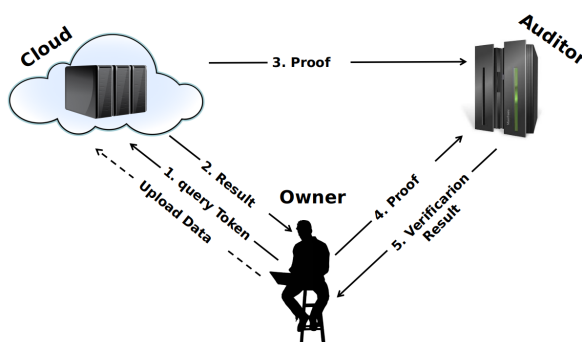 Cloud
Auditor
3. Proof
2. Result
1. query Token
Upload Data
Owner
4. Proof
5. Verificarion
Result